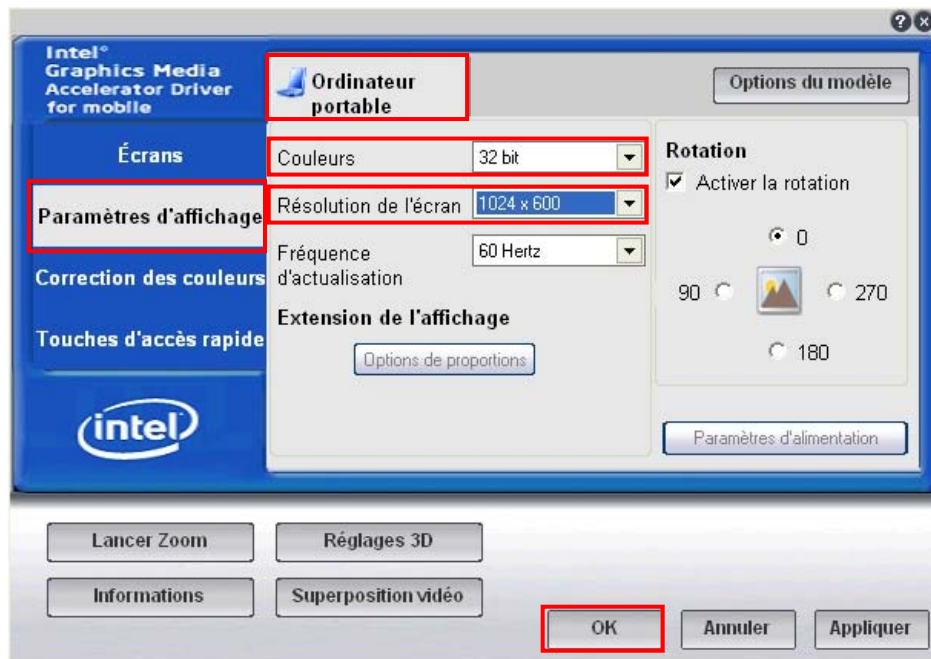 Intel®
Graphics Media
Accelerator Driver
for mobile
Écrans
Paramètres d'affichage
Correction des couleurs
Touches d'accès rapide
intel
Ordinateur
portable
Options du modèle
Couleurs
32 bit
Résolution de l'écran
1024 x 600
Fréquence
d'actualisation
60 Hertz
Extension de l'affichage
Options de proportions
Rotation
Activer la rotation
0
90
270
180
Paramètres d'alimentation
Lancer Zoom
Réglages 3D
Informations
Superposition vidéo
OK
Annuler
Appliquer